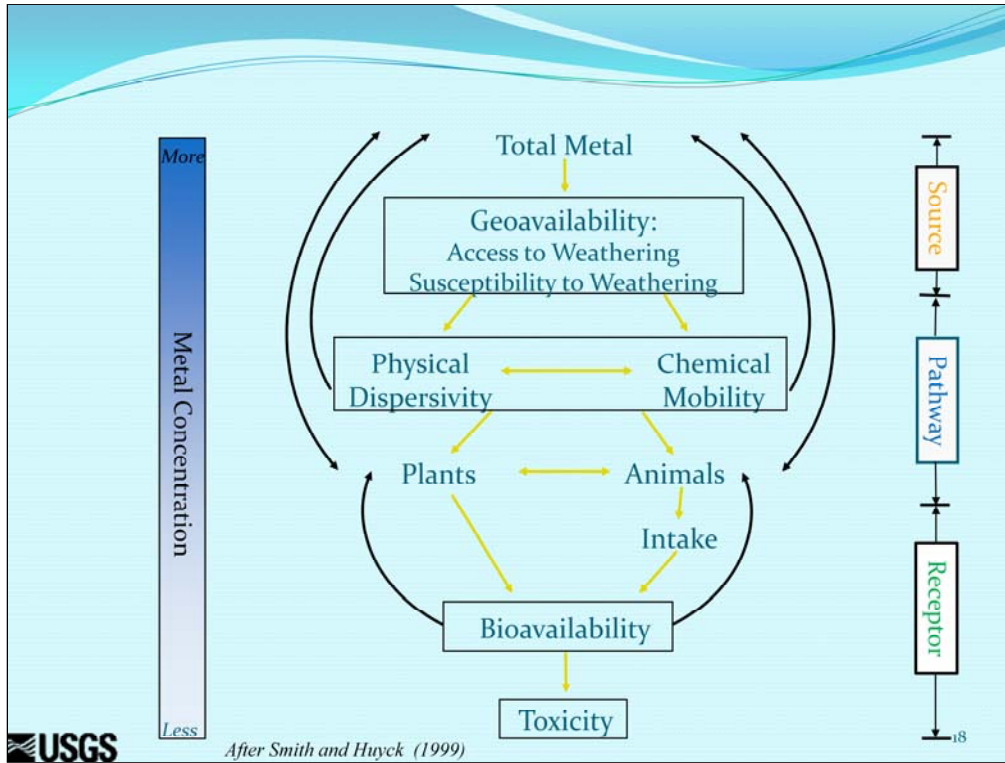 More
Metal Concentration
Less
Total Metal
Geoavailability:
Access to Weathering
Susceptibility to Weathering
Physical
Dispersivity
Chemical
Mobility
Plants
Animals
Intake
Bioavailability
Toxicity
Source
Pathway
Receptor
USGS
After Smith and Huyck (1999)
18